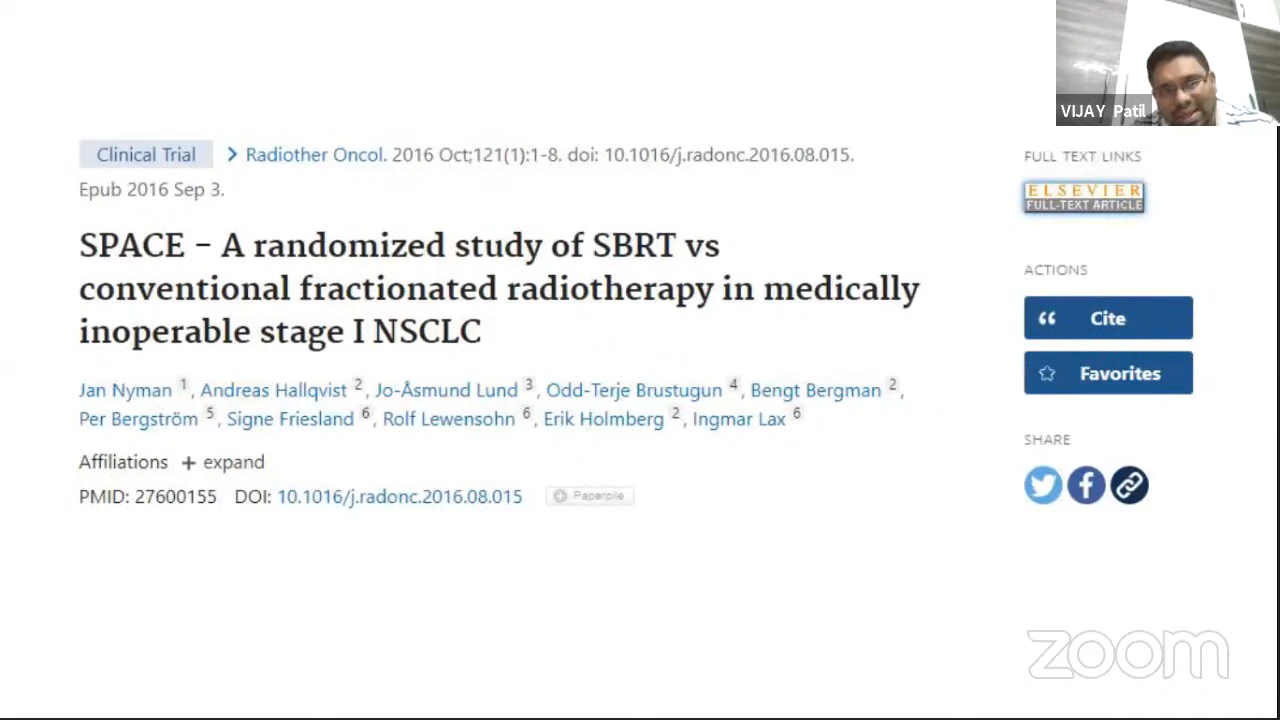 VIJAY Patil
Clinical Trial > Radiother Oncol. 2016 Oct;121(1):1-8. doi: 10.1016/j.radonc.2016.08.015.
Epub 2016 Sep 3.
SPACE - A randomized study of SBRT vs
conventional fractionated radiotherapy in medically
inoperable stage I NSCLC
Jan Nyman 1, Andreas Hallqvist 2, Jo-Åsmund Lund 3, Odd-Terje Brustugun 4, Bengt Bergman 2,
Per Bergström 5, Signe Friesland 6, Rolf Lewensohn 6, Erik Holmberg 2, Ingmar Lax 6
Affiliations + expand
PMID: 27600155 DOI: 10.1016/j.radonc.2016.08.015 Paperpile
FULL TEXT LINKS
ELSEVIER
FULL-TEXT ARTICLE
ACTIONS
Cite
Favorites
SHARE
zoom